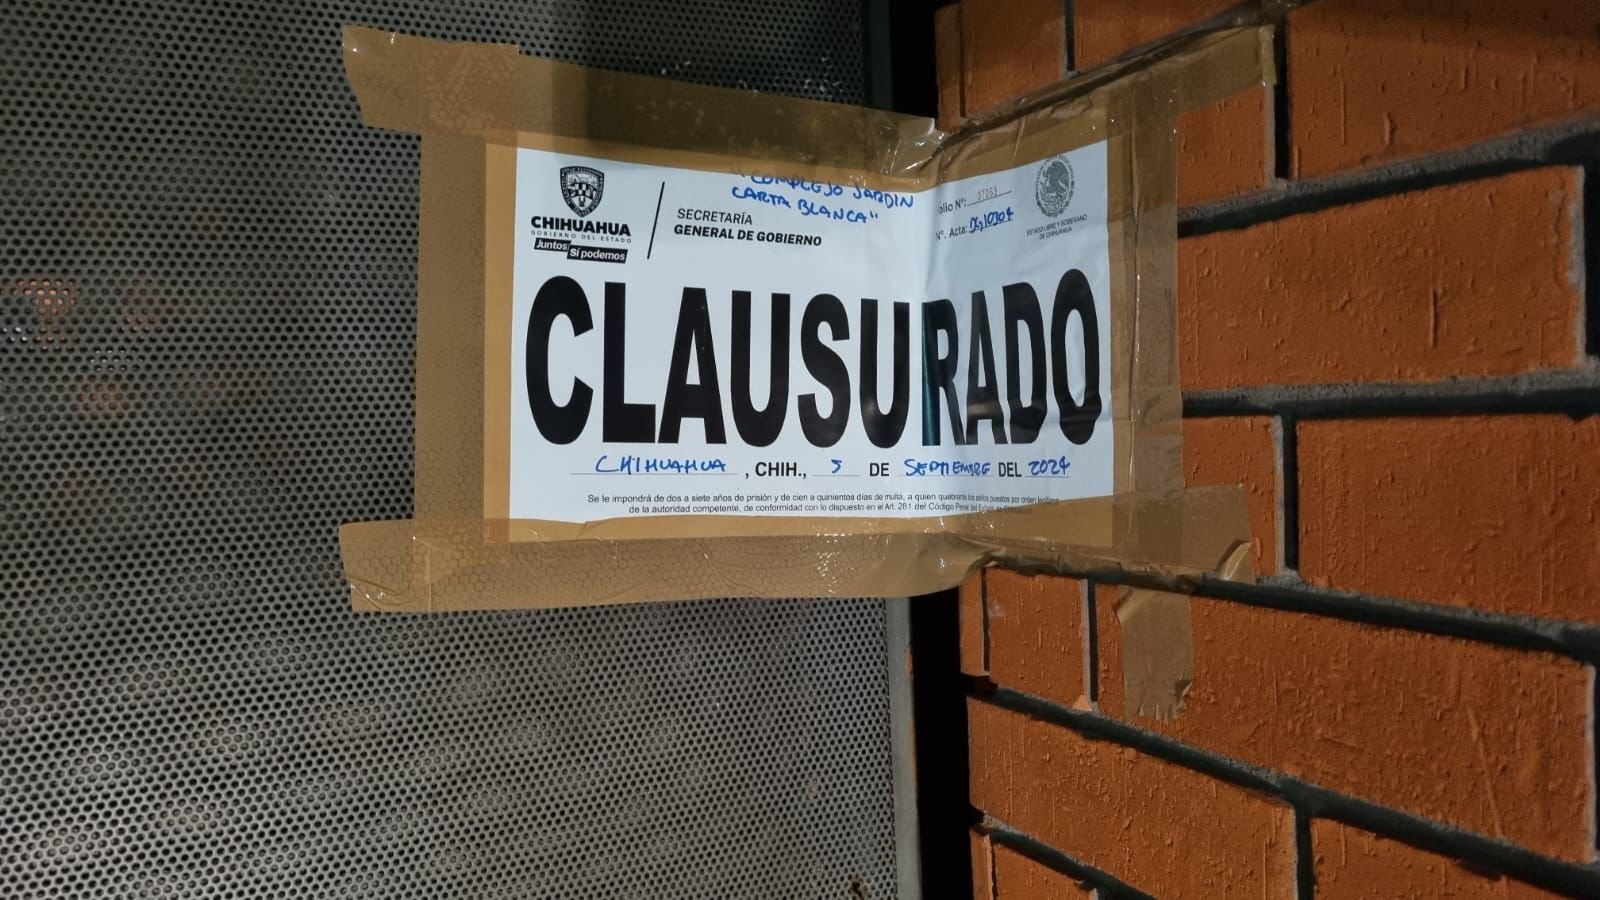 "COMPLEJO JARDIN
CARTA BLANCA"
CHIHUAHUA
GOBIERNO DEL ESTADO
Juntos
Sí podemos
SECRETARÍA
GENERAL DE GOBIERNO
olio Nº: 01063
Nº. Acta:
ESTADO LIBRE Y SOBERANO
DE CHIHUAHUA
CLAUSURADO
CHIHUAHUA, CHIH., 5 DE SEPTIEMBRE DEL 2024
Se le impondrá de dos a siete años de prisión y de cien a quinientos días de multa, a quien quebrante los sellos puestos por orden legítima
de la autoridad competente, de conformidad con lo dispuesto en el Art. 281 del Código Penal del Estado de Chihuahua